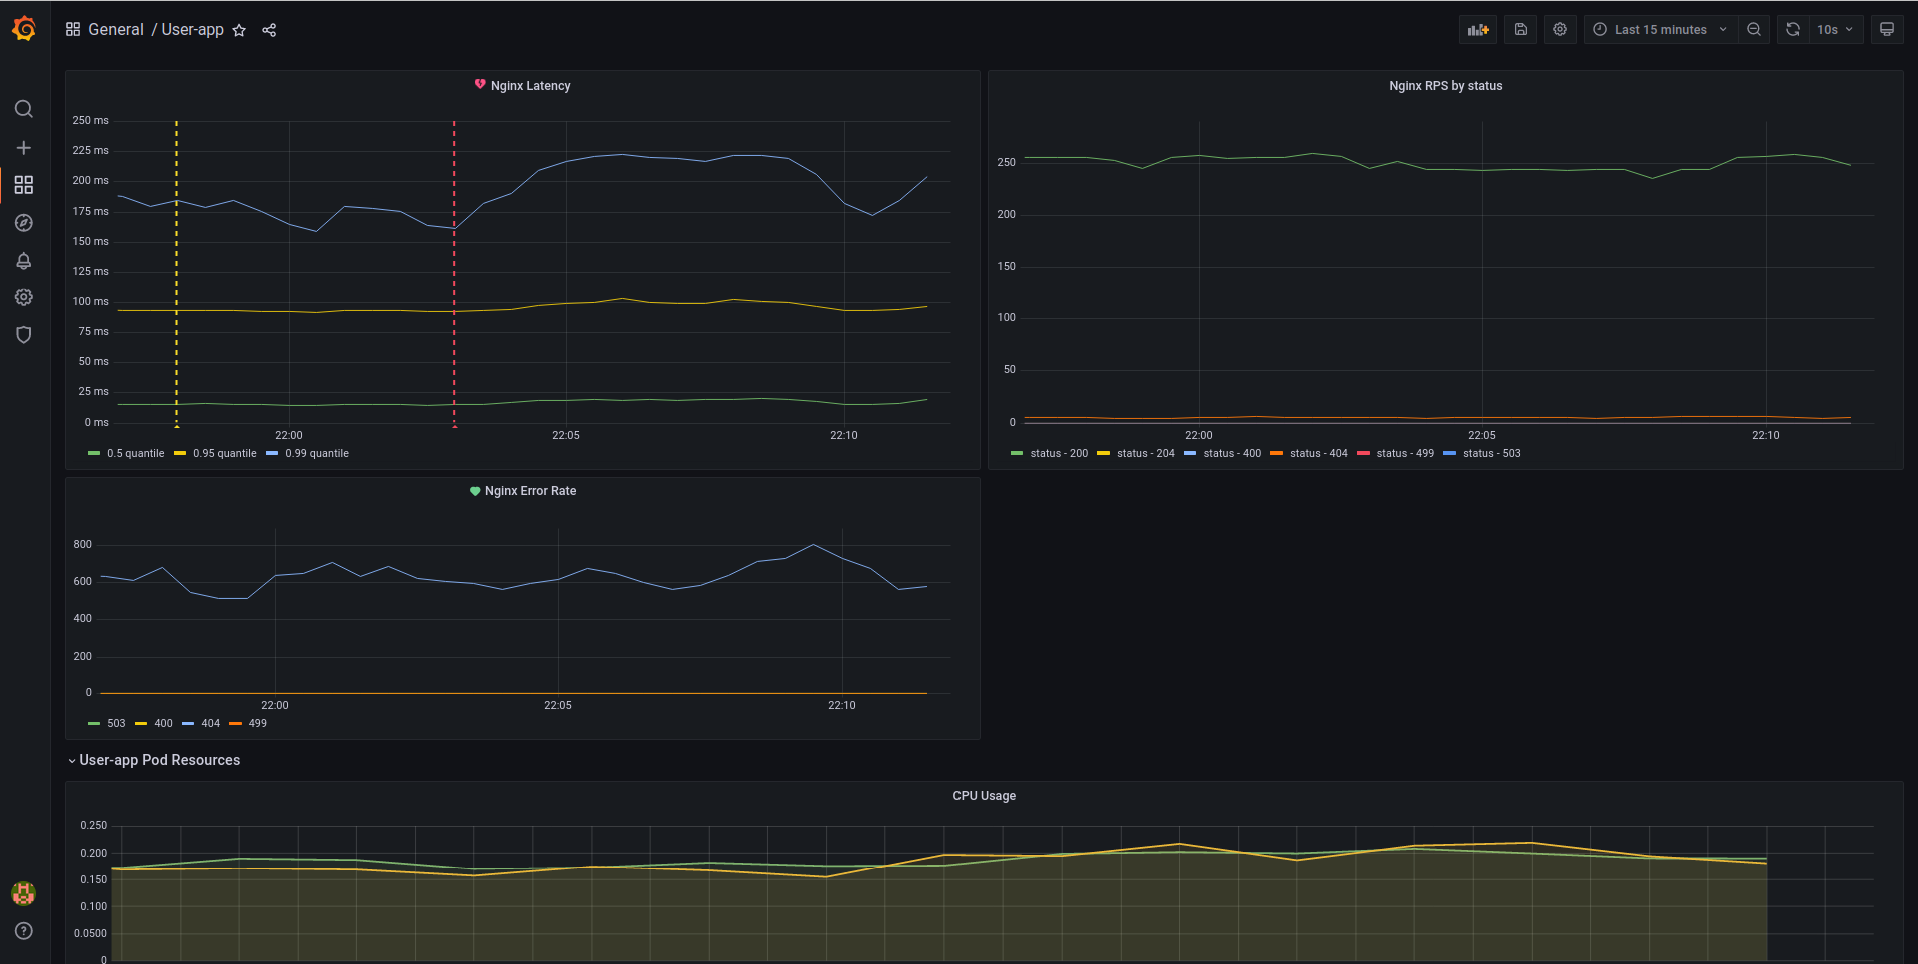 General / User-app
Last 15 minutes
10s
Nginx Latency
250 ms
225 ms
200 ms
175 ms
150 ms
125 ms
100 ms
75 ms
50 ms
25 ms
0 ms
22:00 22:05 22:10
0.5 quantile 0.95 quantile 0.99 quantile
Nginx RPS by status
250
200
150
100
50
0
22:00 22:05 22:10
status - 200 status - 204 status - 400 status - 404 status - 499 status - 503
Nginx Error Rate
800
600
400
200
0
22:00 22:05 22:10
503 400 404 499
User-app Pod Resources
CPU Usage
0.250
0.200
0.150
0.100
0.0500
0